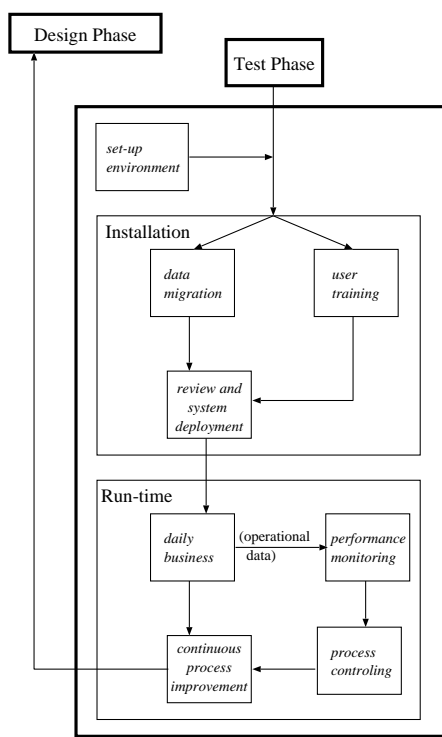 Design Phase
Test Phase
set-up
environment
Installation
data
migration
user
training
review and
system
deployment
Run-time
daily
business
(operational
data)
performance
monitoring
continuous
process
improvement
process
controling